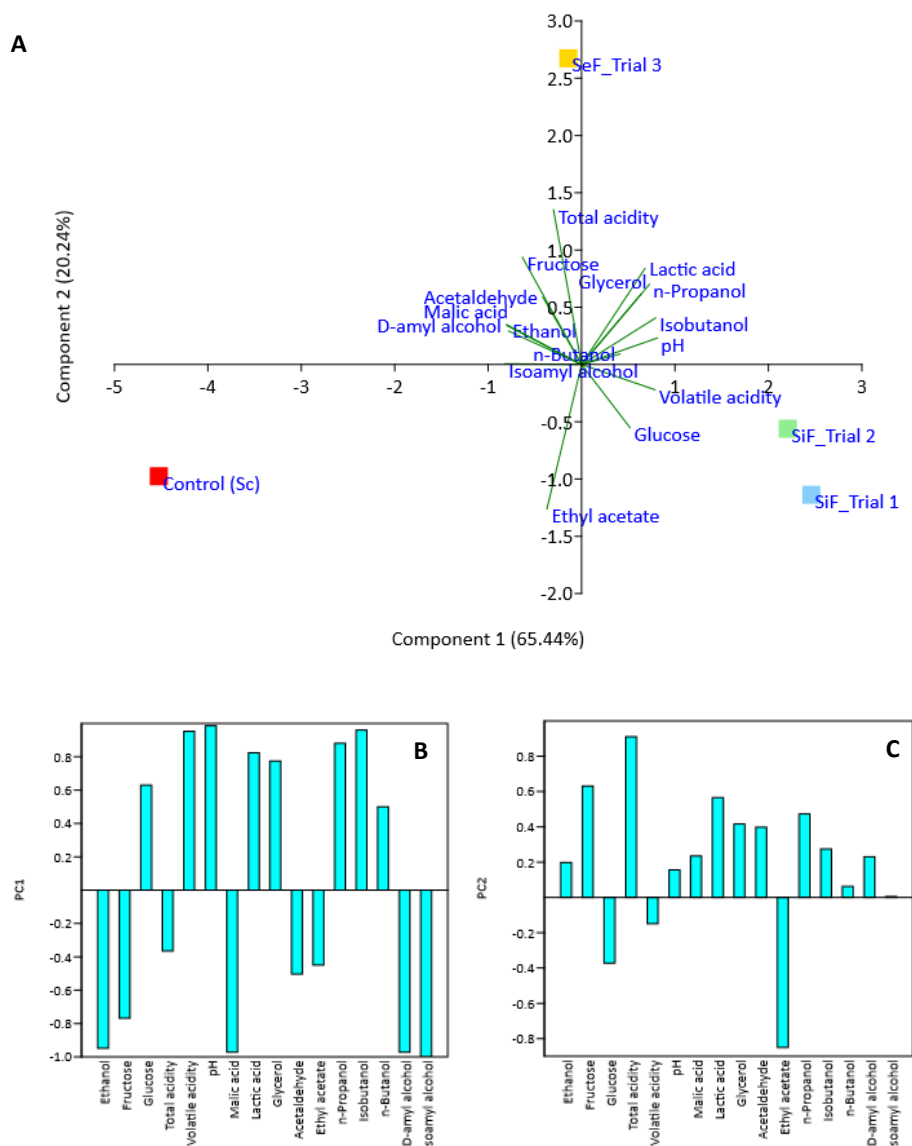 A
3.0
SeF_Trial 3
2.5
2.0
1.5
Total acidity
1.0
Fructose
Lactic acid
Glycerol
n-Propanol
Acetaldehyde
0.5
Malic acid
Isobutanol
D-amyl alcohol
Ethanol
pH
n-Butanol
Isoamyl alcohol
-5 -4 -3 -2 -1 1 2 3
Volatile acidity
-0.5
Glucose
SiF_Trial 2
Control (Sc)
-1.0
SiF_Trial 1
Ethyl acetate
-1.5
-2.0
Component 2 (20.24%)
Component 1 (65.44%)
B
0.8
0.6
0.4
0.2
-0.2
-0.4
-0.6
-0.8
-1.0
PC1
Ethanol
Fructose
Glucose
Total acidity
Volatile acidity
pH
Malic acid
Lactic acid
Glycerol
Acetaldehyde
Ethyl acetate
n-Propanol
Isobutanol
n-Butanol
D-amyl alcohol
soamyl alcohol
C
0.8
0.6
0.4
0.2
-0.2
-0.4
-0.6
-0.8
PC2
Ethanol
Fructose
Glucose
Total acidity
Volatile acidity
pH
Malic acid
Lactic acid
Glycerol
Acetaldehyde
Ethyl acetate
n-Propanol
Isobutanol
n-Butanol
D-amyl alcohol
soamyl alcohol